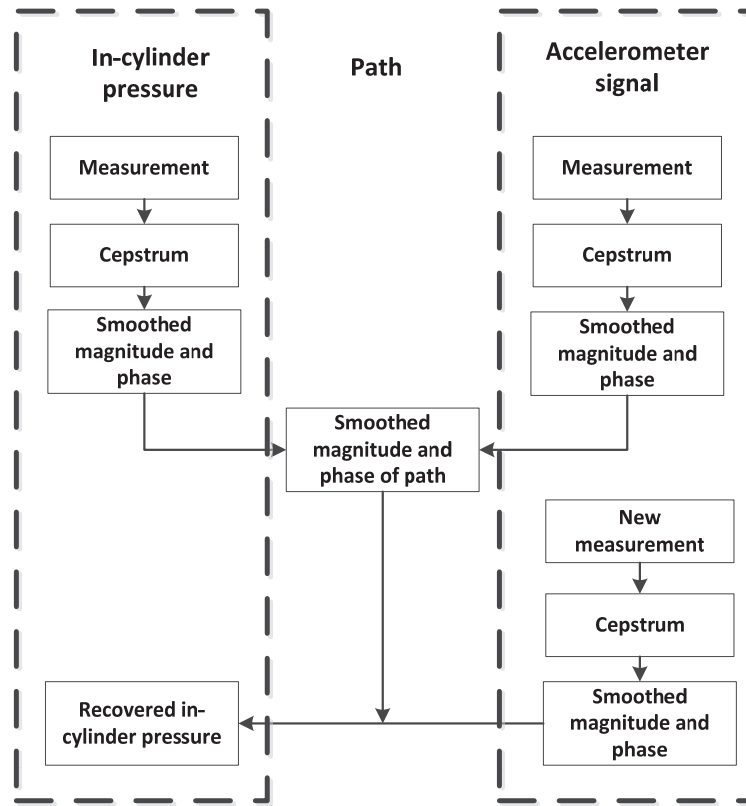 In-cylinder
pressure
Measurement
Cepstrum
Smoothed
magnitude and
phase
Path
Smoothed
magnitude and
phase of path
Accelerometer
signal
Measurement
Cepstrum
Smoothed
magnitude and
phase
New
measurement
Cepstrum
Smoothed
magnitude and
phase
Recovered in-
cylinder pressure